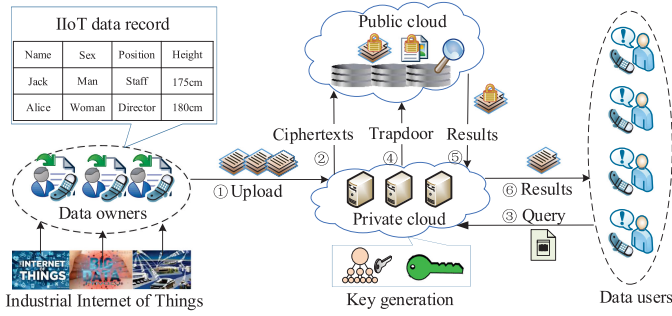 IIoT data record
Name Sex Position Height
Jack Man Staff 175cm
Alice Woman Director 180cm
Public cloud
Ciphertexts
②
Trapdoor
④
Results
⑤
① Upload
Data owners
Private cloud
⑥ Results
③ Query
INTERNET
THINGS
BIG
DATA
Industrial Internet of Things
Key generation
Data users